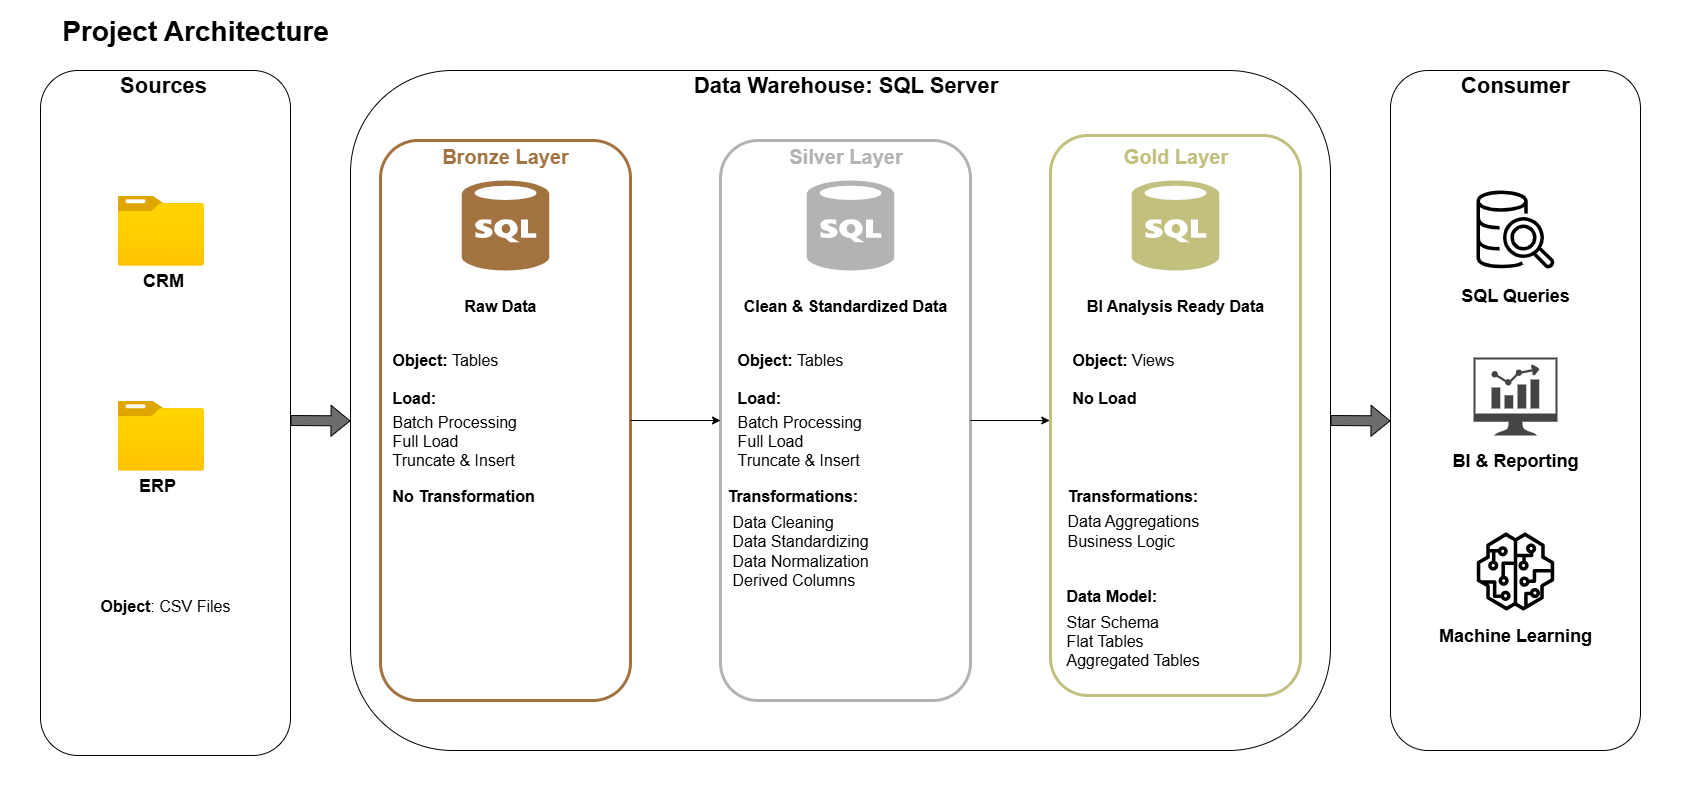 Project Architecture
Sources
CRM
ERP
Object: CSV Files
Data Warehouse: SQL Server
Bronze Layer
SQL
Raw Data
Object: Tables
Load:
Batch Processing
Full Load
Truncate & Insert
No Transformation
Silver Layer
SQL
Clean & Standardized Data
Object: Tables
Load:
Batch Processing
Full Load
Truncate & Insert
Transformations:
Data Cleaning
Data Standardizing
Data Normalization
Derived Columns
Gold Layer
SQL
BI Analysis Ready Data
Object: Views
No Load
Transformations:
Data Aggregations
Business Logic
Data Model:
Star Schema
Flat Tables
Aggregated Tables
Consumer
SQL Queries
BI & Reporting
Machine Learning